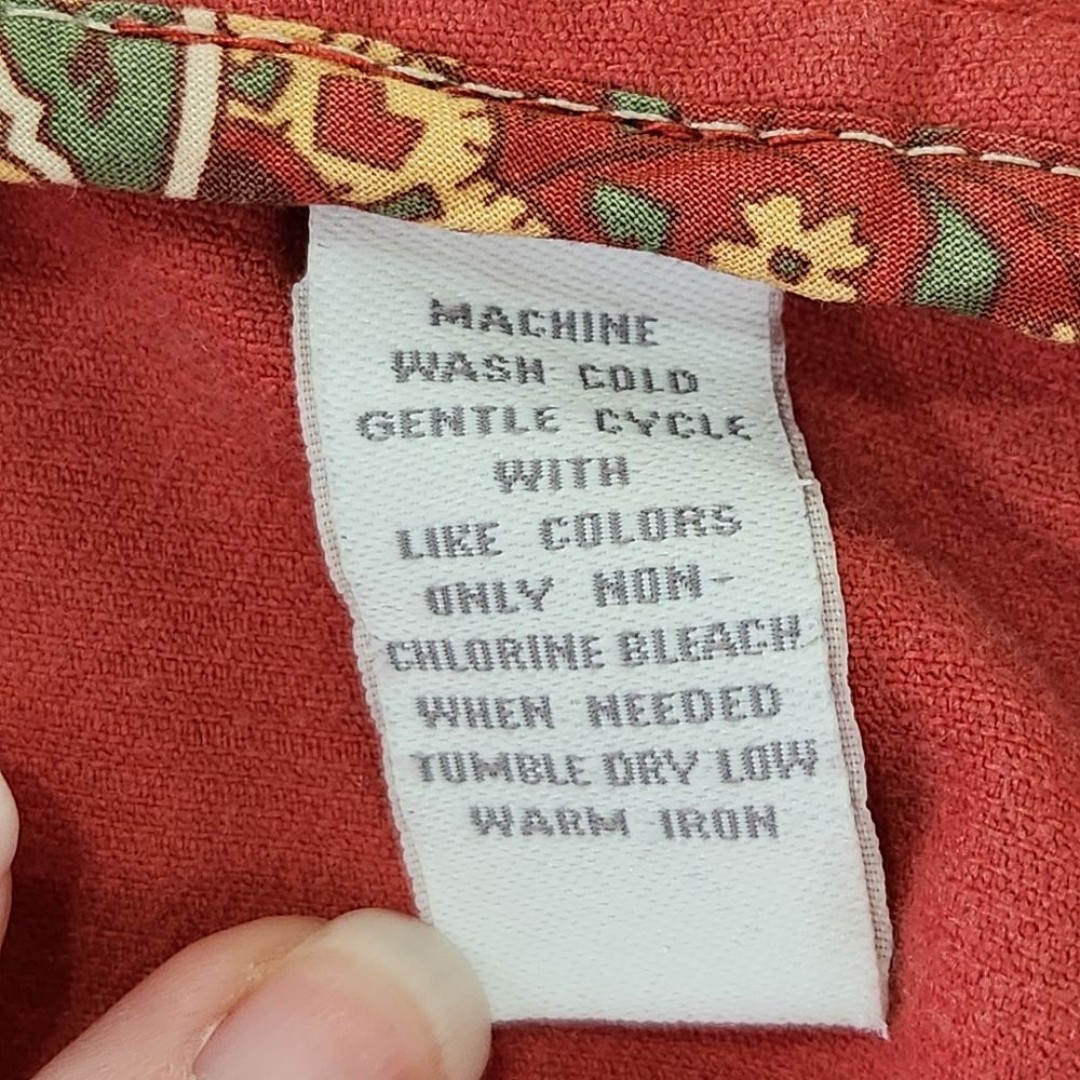 MACHINE
WASH COLD
GENTLE CYCLE
WITH
LIKE COLORS
ONLY NON-
CHLORINE BLEACH
WHEN NEEDED
TUMBLE DRY LOW
WARM IRON